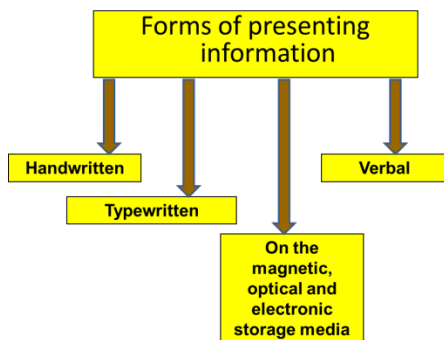 Forms of presenting
information
Handwritten
Verbal
Typewritten
On the
magnetic,
optical and
electronic
storage media